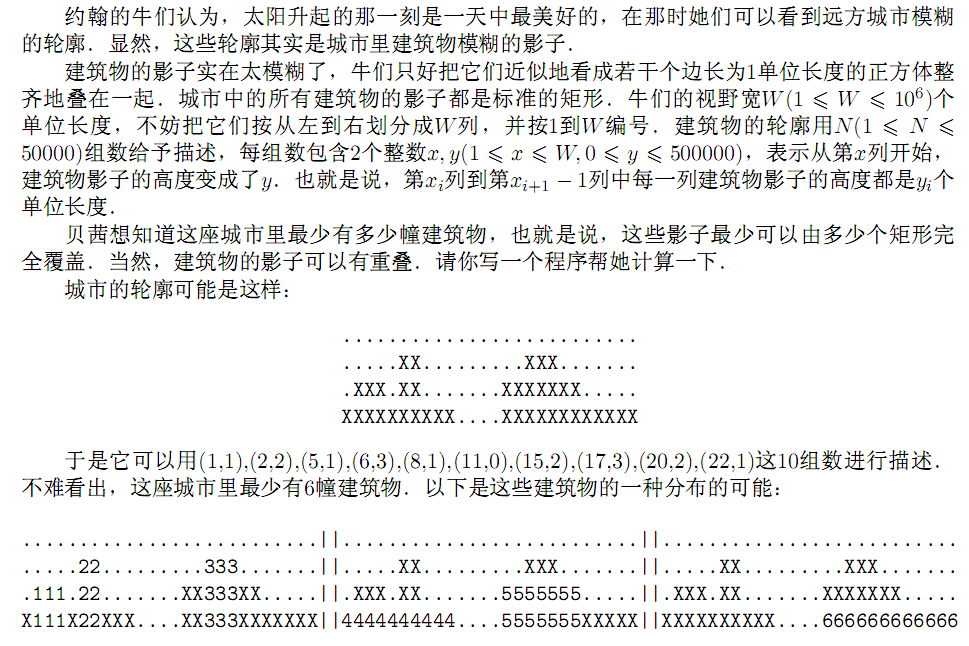 约翰的牛们认为，太阳升起的那一刻是一天中最美好的，在那时她们可以看到远方城市模糊
的轮廓．显然，这些轮廓其实是城市里建筑物模糊的影子．
建筑物的影子实在太模糊了，牛们只好把它们近似地看成若干个边长为1单位长度的正方体整
齐地叠在一起．城市中的所有建筑物的影子都是标准的矩形．牛们的视野宽W(1 ⩽ W ⩽ 10⁶)个
单位长度，不妨把它们按从左到右划分成W列，并按1到W编号．建筑物的轮廓用N(1 ⩽ N ⩽
50000)组数给予描述，每组数包含2个整数x, y(1 ⩽ x ⩽ W, 0 ⩽ y ⩽ 500000)，表示从第x列开始，
建筑物影子的高度变成了y．也就是说，第xᵢ列到第xᵢ₊₁ − 1列中每一列建筑物影子的高度都是yᵢ个
单位长度．
贝茜想知道这座城市里最少有多少幢建筑物，也就是说，这些影子最少可以由多少个矩形完
全覆盖．当然，建筑物的影子可以有重叠．请你写一个程序帮她计算一下．
城市的轮廓可能是这样：
..........................
.....XX.........XXX.......
.XXX.XX.......XXXXXXX.....
XXXXXXXXXX....XXXXXXXXXXXX
于是它可以用(1,1),(2,2),(5,1),(6,3),(8,1),(11,0),(15,2),(17,3),(20,2),(22,1)这10组数进行描述．
不难看出，这座城市里最少有6幢建筑物．以下是这些建筑物的一种分布的可能：
..........................||..........................||..........................
.....22.........333.......||.....XX.........XXX.......||.....XX.........XXX.......
.111.22.......XX333XX.....||.XXX.XX.......5555555.....||.XXX.XX.......XXXXXXX.....
X111X22XXX....XX333XXXXXXX||4444444444....5555555XXXXX||XXXXXXXXXX....666666666666